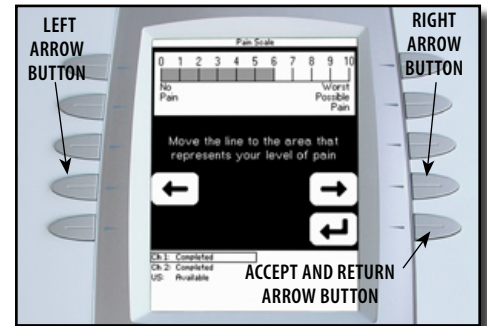 LEFT
ARROW
BUTTON
RIGHT
ARROW
BUTTON
Pain Scale
0 1 2 3 4 5 6 7 8 9 10
No
Pain
Worst
Possible
Pain
Move the line to the area that
represents your level of pain
Ch 1: Completed
Ch 2: Completed
US: Available
ACCEPT AND RETURN
ARROW BUTTON